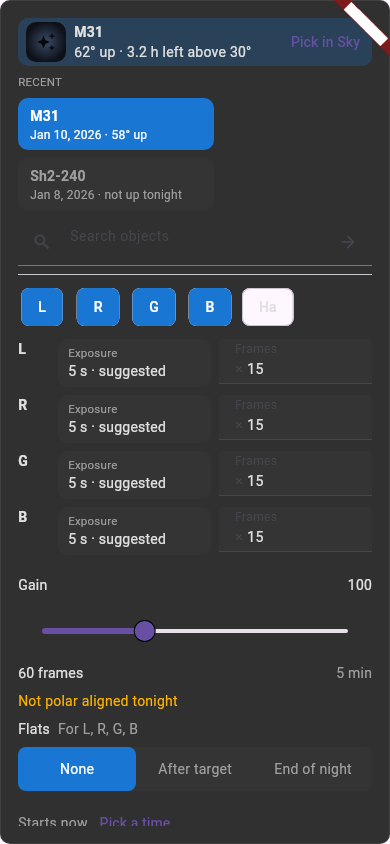 M31
62° up · 3.2 h left above 30°
Pick in Sky
RECENT
M31
Jan 10, 2026 · 58° up
Sh2-240
Jan 8, 2026 · not up tonight
Search objects
L R G B Ha
L
Exposure
5 s · suggested
Frames
× 15
R
Exposure
5 s · suggested
Frames
× 15
G
Exposure
5 s · suggested
Frames
× 15
B
Exposure
5 s · suggested
Frames
× 15
Gain 100
60 frames 5 min
Not polar aligned tonight
Flats For L, R, G, B
None After target End of night
Starts now Pick a time